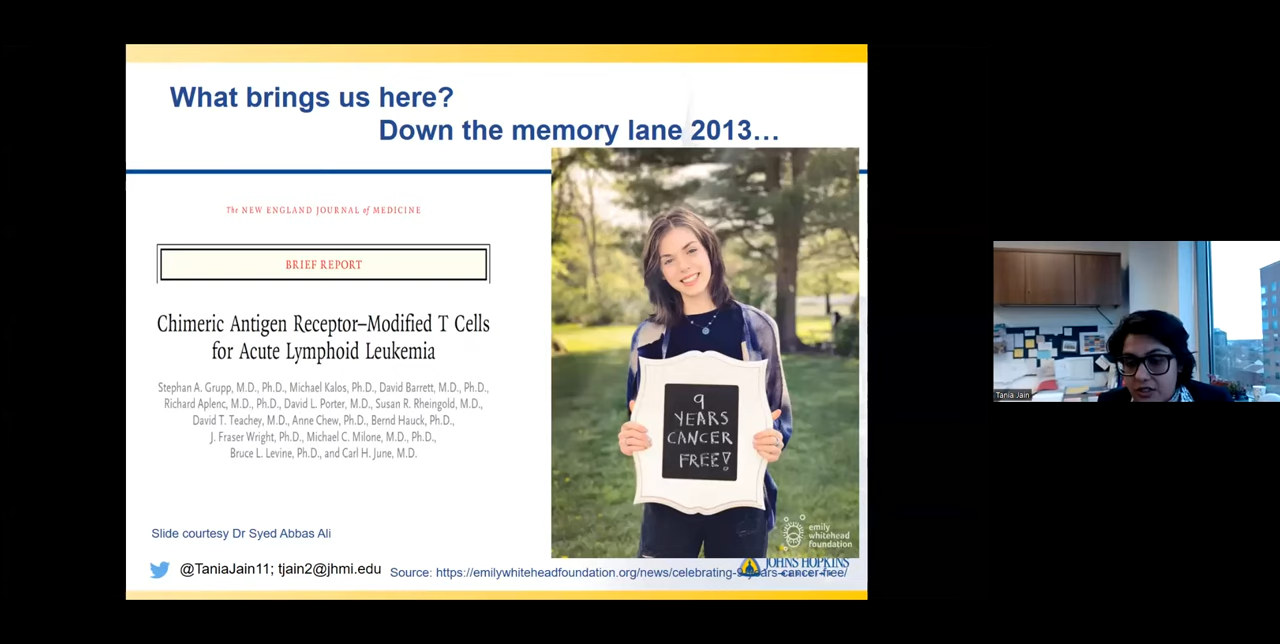 What brings us here?
Down the memory lane 2013…
The NEW ENGLAND JOURNAL of MEDICINE
BRIEF REPORT
Chimeric Antigen Receptor–Modified T Cells
for Acute Lymphoid Leukemia
Stephan A. Grupp, M.D., Ph.D., Michael Kalos, Ph.D., David Barrett, M.D., Ph.D.,
Richard Aplenc, M.D., Ph.D., David L. Porter, M.D., Susan R. Rheingold, M.D.,
David T. Teachey, M.D., Anne Chew, Ph.D., Bernd Hauck, Ph.D.,
J. Fraser Wright, Ph.D., Michael C. Milone, M.D., Ph.D.,
Bruce L. Levine, Ph.D., and Carl H. June, M.D.
9
YEARS
CANCER
FREE!
emily
whitehead
foundation
Slide courtesy Dr Syed Abbas Ali
@TaniaJain11; tjain2@jhmi.edu
Source: https://emilywhiteheadfoundation.org/news/celebrating-9-years-cancer-free/
JOHNS HOPKINS
Tania Jain